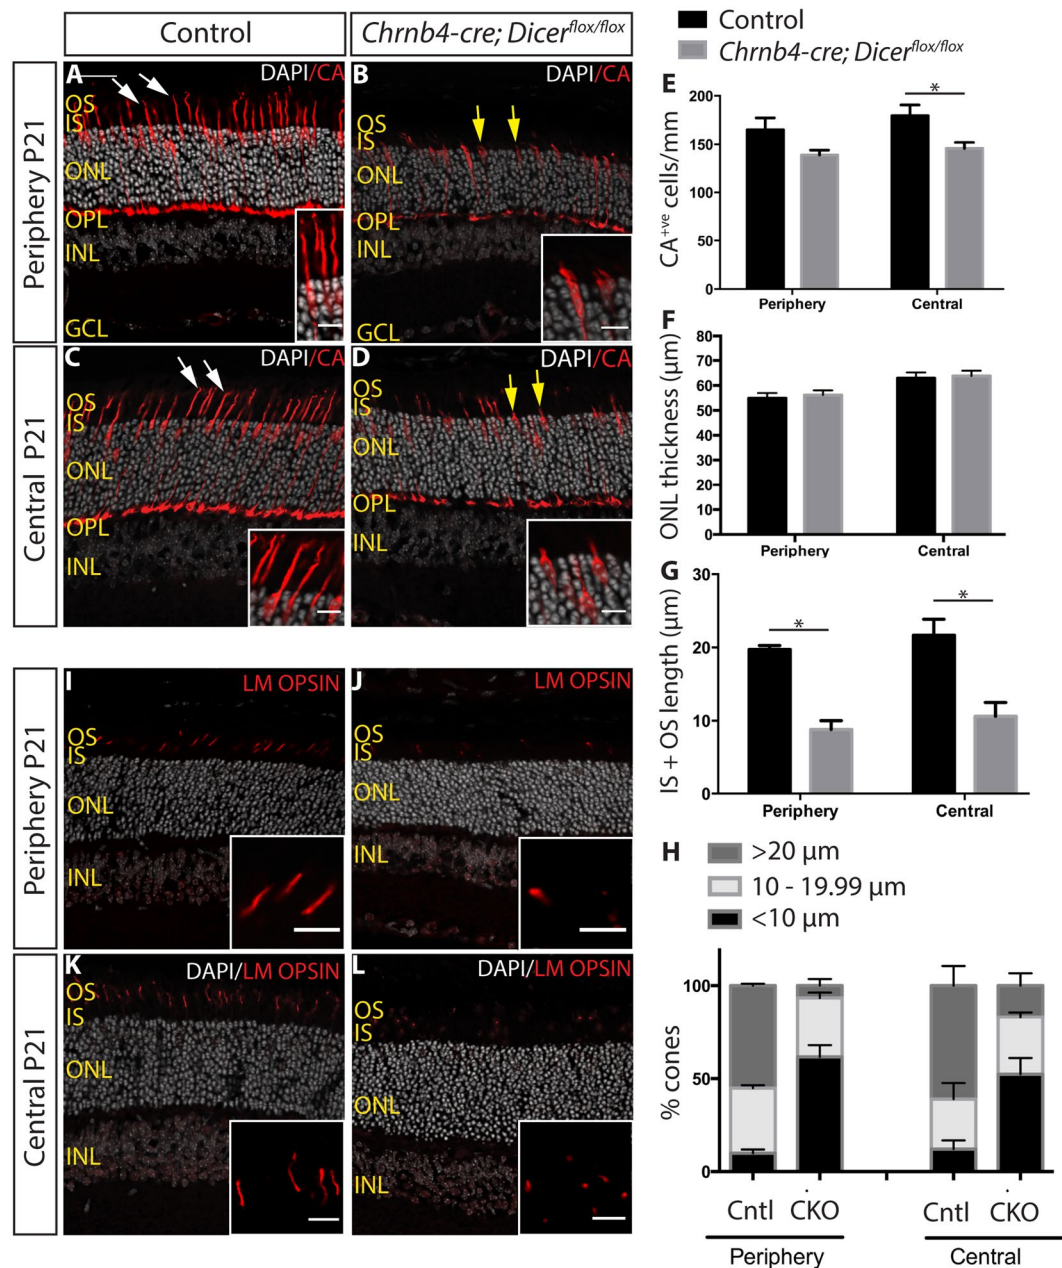 Control
Chrnb4-cre; Dicerflox/flox
Periphery P21
A
DAPI/CA
OS
IS
ONL
OPL
INL
GCL
B
DAPI/CA
OS
IS
ONL
OPL
INL
GCL
Central P21
C
DAPI/CA
OS
IS
ONL
OPL
INL
D
DAPI/CA
OS
IS
ONL
OPL
INL
Periphery P21
I
LM OPSIN
OS
IS
ONL
INL
J
LM OPSIN
OS
IS
ONL
INL
Central P21
K
DAPI/LM OPSIN
OS
IS
ONL
INL
L
DAPI/LM OPSIN
OS
IS
ONL
INL
Control
Chrnb4-cre; Dicerflox/flox
E
CA+ve cells/mm
200
150
100
50
0
*
Periphery
Central
F
ONL thickness (µm)
80
70
60
50
40
30
20
10
0
Periphery
Central
G
IS + OS length (µm)
30
20
10
0
*
*
Periphery
Central
H
>20 µm
10 - 19.99 µm
<10 µm
% cones
100
50
0
Cntl
CKO
Cntl
CKO
Periphery
Central